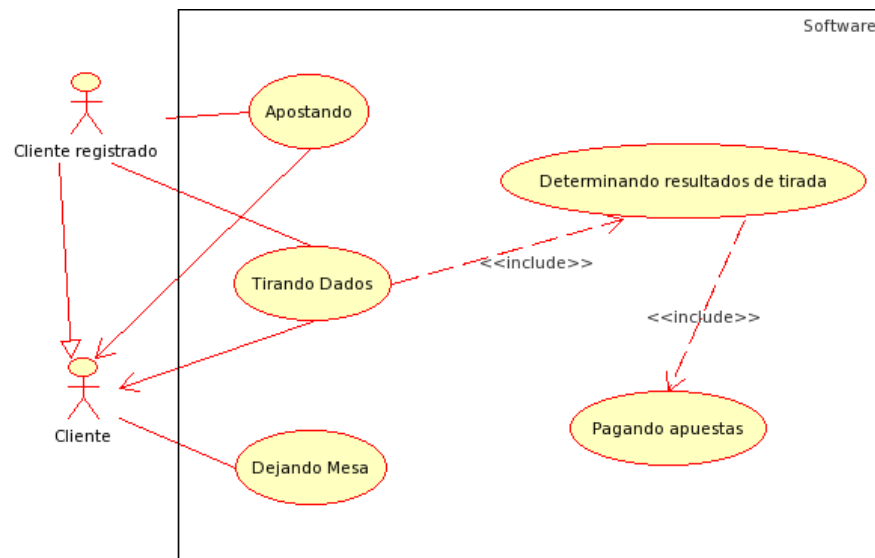 Software
Apostando
Cliente registrado
Determinando resultados de tirada
<<include>>
Tirando Dados
<<include>>
Cliente
Pagando apuestas
Dejando Mesa